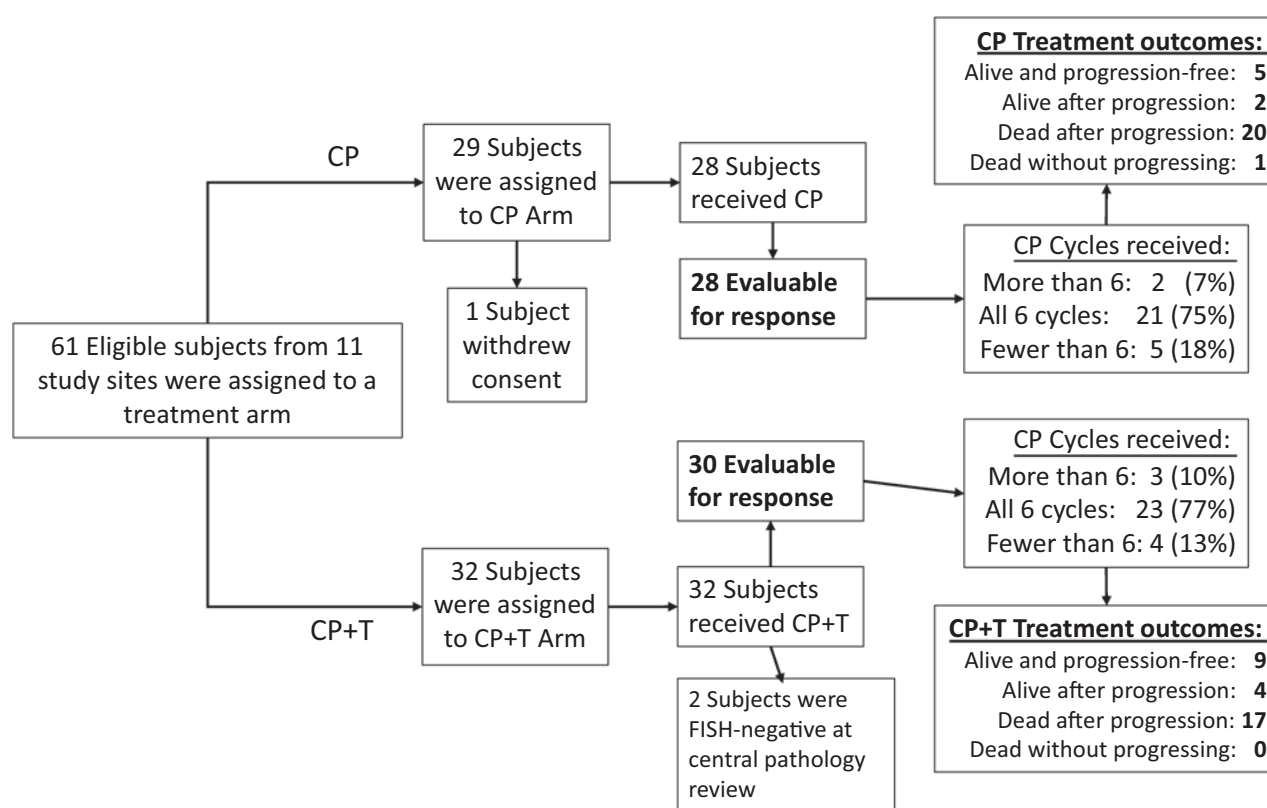 61 Eligible subjects from 11
study sites were assigned to a
treatment arm
CP
29 Subjects
were assigned
to CP Arm
1 Subject
withdrew
consent
28 Subjects
received CP
28 Evaluable
for response
CP Cycles received:
More than 6: 2 (7%)
All 6 cycles: 21 (75%)
Fewer than 6: 5 (18%)
CP Treatment outcomes:
Alive and progression-free: 5
Alive after progression: 2
Dead after progression: 20
Dead without progressing: 1
CP+T
32 Subjects
were assigned
to CP+T Arm
32 Subjects
received CP+T
2 Subjects were
FISH-negative at
central pathology
review
30 Evaluable
for response
CP Cycles received:
More than 6: 3 (10%)
All 6 cycles: 23 (77%)
Fewer than 6: 4 (13%)
CP+T Treatment outcomes:
Alive and progression-free: 9
Alive after progression: 4
Dead after progression: 17
Dead without progressing: 0